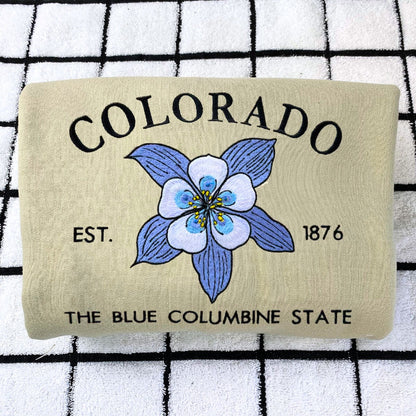 COLORADO
EST. 1876
THE BLUE COLUMBINE STATE